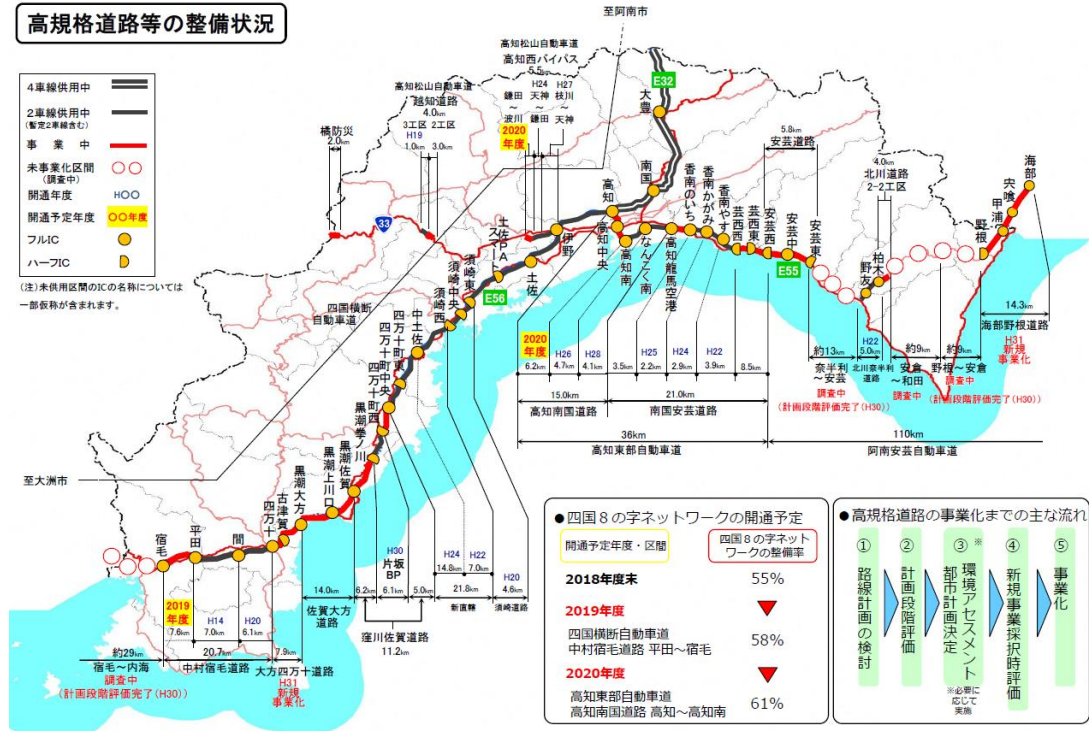 高規格道路等の整備状況
4車線供用中
2車線供用中
(暫定2車線含む)
事業中
未事業化区間
(調査中)
開通年度
H〇〇
開通予定年度
〇〇年度
フルIC
ハーフIC
(注)未供用区間のICの名称については
一部仮称が含まれます。
至阿南市
高知松山自動車道
高知西バイパス
5.5km
H24
H27
鎌田～波川
天神～鎌田
枝川～天神
2020年度
高知松山自動車道
越知道路
4.0km
3工区
2工区
H19
1.0km
3.0km
橘防災
2.0km
33
E32
大豊
南国
高知
高知中央
高知南
なんこく南
高知龍馬空港
香南のいち
香南かがみ
香南やす
芸西西
芸西東
安芸西
安芸中
安芸東
5.8km
安芸道路
E55
4.0km
北川道路
2-2工区
柏木
野友
野根
甲浦
宍喰
海部
伊野
土佐
土佐PAスマート
E56
須崎東
須崎中央
須崎西
中土佐
四万十町東
四万十町中央
四万十町西
黒潮拳ノ川
黒潮佐賀
黒潮上川口
黒潮大方
古津賀
四万十
間
平田
宿毛
四国横断
自動車道
至大洲市
2020年度
6.2km
H26
4.7km
H28
4.1km
3.5km
H25
2.2km
H24
2.9km
H22
3.9km
8.5km
15.0km
高知南国道路
21.0km
南国安芸道路
36km
高知東部自動車道
110km
阿南安芸自動車道
約13km
奈半利～安芸
調査中
(計画段階評価完了(H30))
H22
5.0km
北川奈半利道路
約9km
安倉～和田
調査中
約9km
野根～安倉
調査中
(計画段階評価完了(H30))
14.3km
海部野根道路
H31
新規
事業化
約29km
宿毛～内海
調査中
(計画段階評価完了(H30))
2019年度
7.6km
H14
7.0km
H20
6.1km
20.7km
中村宿毛道路
7.9km
大方四万十道路
H31
新規
事業化
14.0km
佐賀大方
道路
6.2km
H30
片坂
BP
6.1km
5.0km
窪川佐賀道路
11.2km
H24
14.8km
H22
7.0km
21.8km
新直轄
H20
4.6km
須崎道路
●四国8の字ネットワークの開通予定
開通予定年度・区間
四国8の字ネットワークの整備率
2018年度末
55%
2019年度
四国横断自動車道
中村宿毛道路 平田～宿毛
58%
2020年度
高知東部自動車道
高知南国道路 高知～高知南
61%
●高規格道路の事業化までの主な流れ
① 路線計画の検討
② 計画段階評価
③※ 環境アセスメント
都市計画決定
※必要に
応じて
実施
④ 新規事業採択時評価
⑤ 事業化